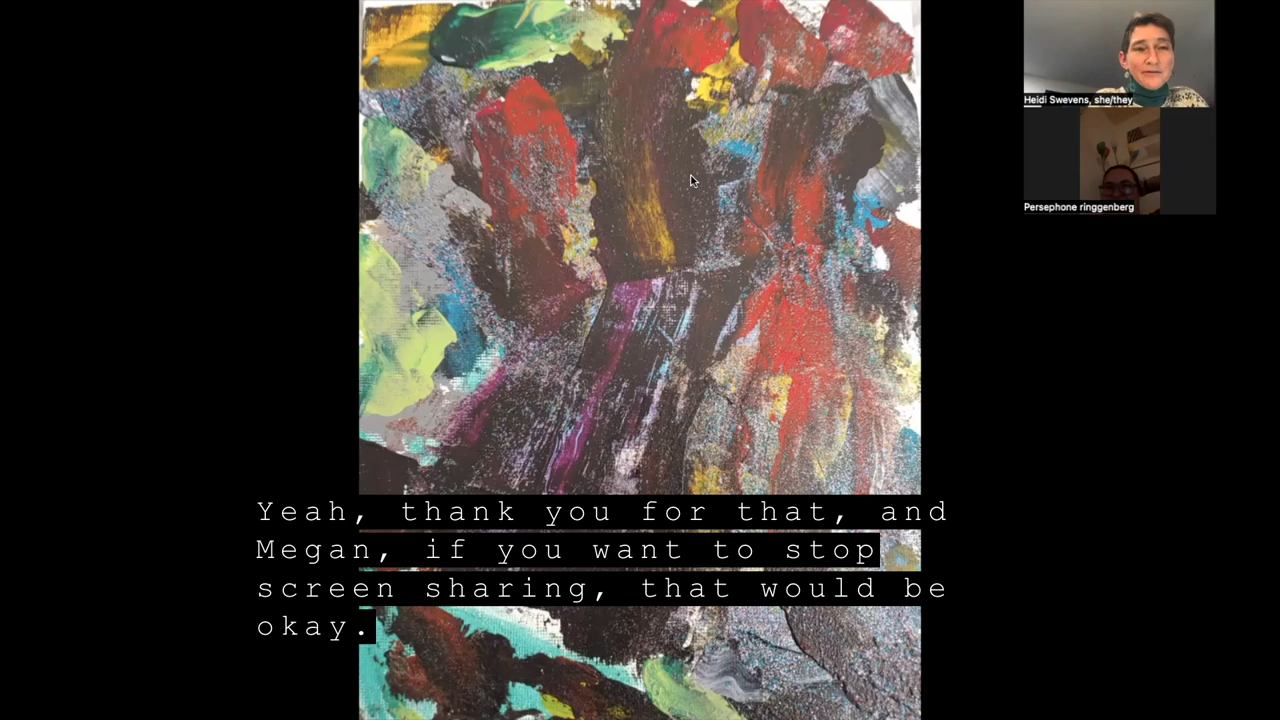 Heidi Swevens, she/they
Persephone ringgenberg
Yeah, thank you for that, and
Megan, if you want to stop
screen sharing, that would be
okay.